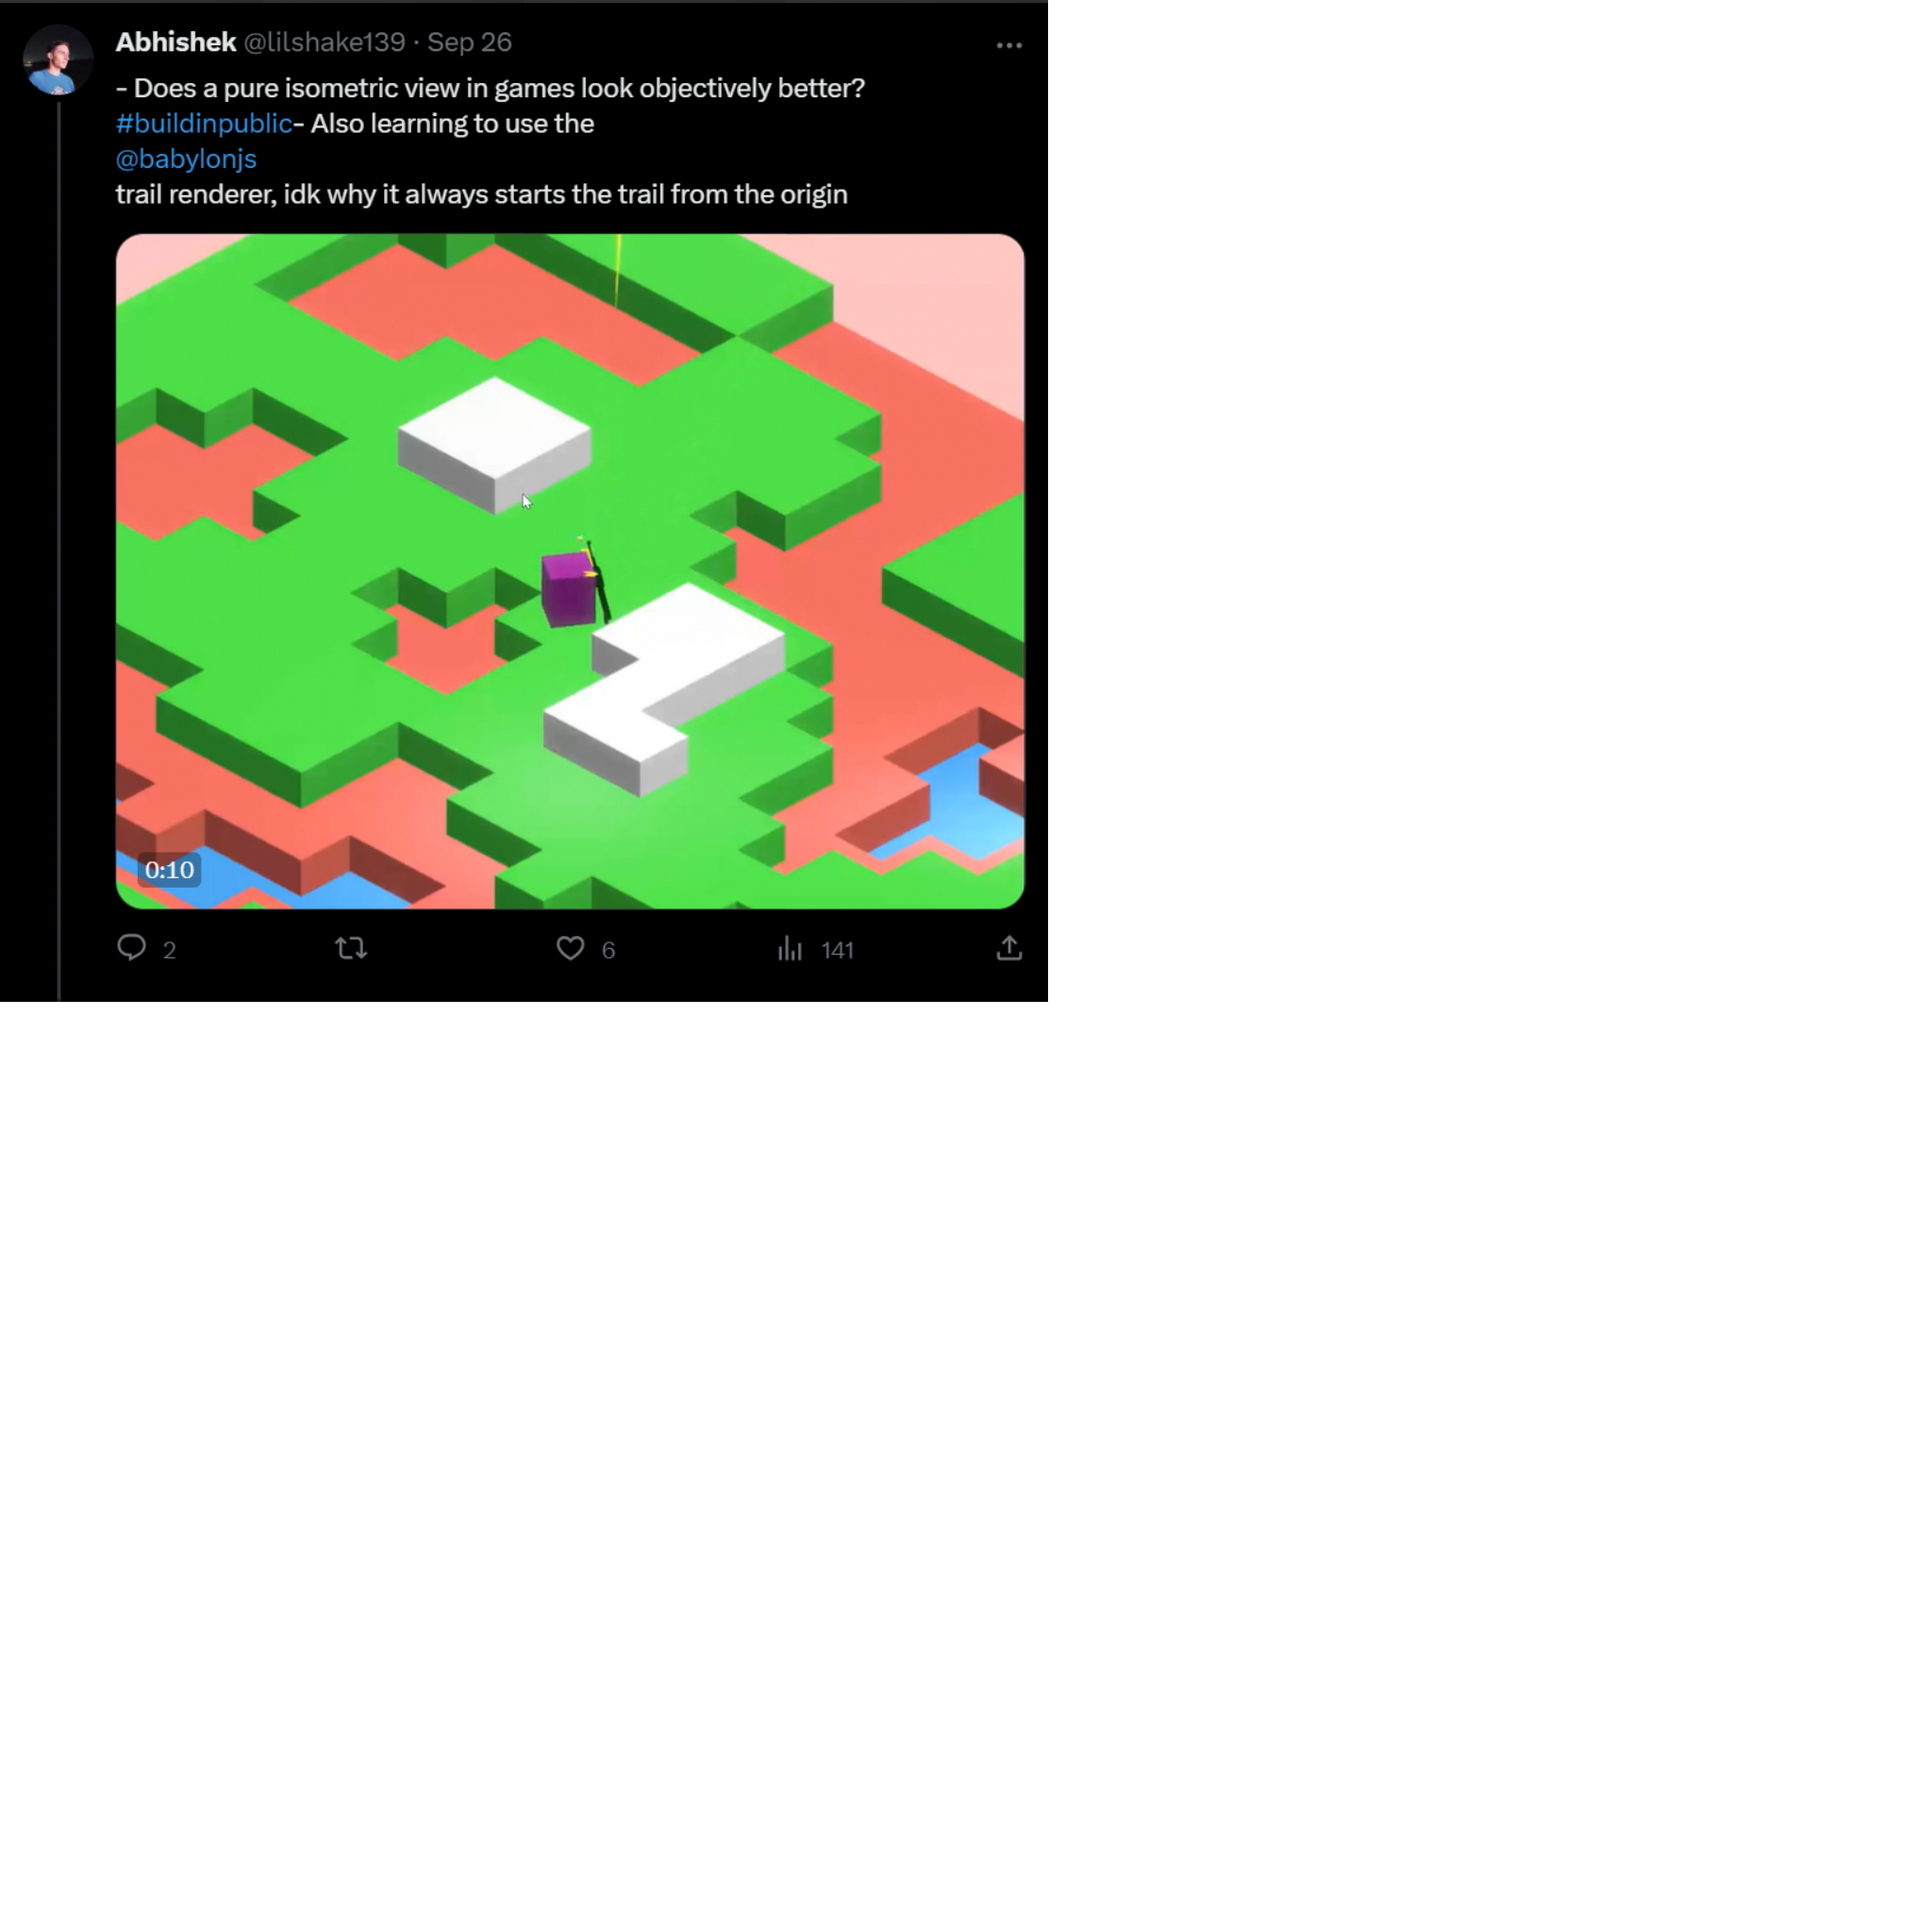 Abhishek @lilshake139 · Sep 26
- Does a pure isometric view in games look objectively better?
#buildinpublic- Also learning to use the
@babylonjs
trail renderer, idk why it always starts the trail from the origin
0:10
2 6 141